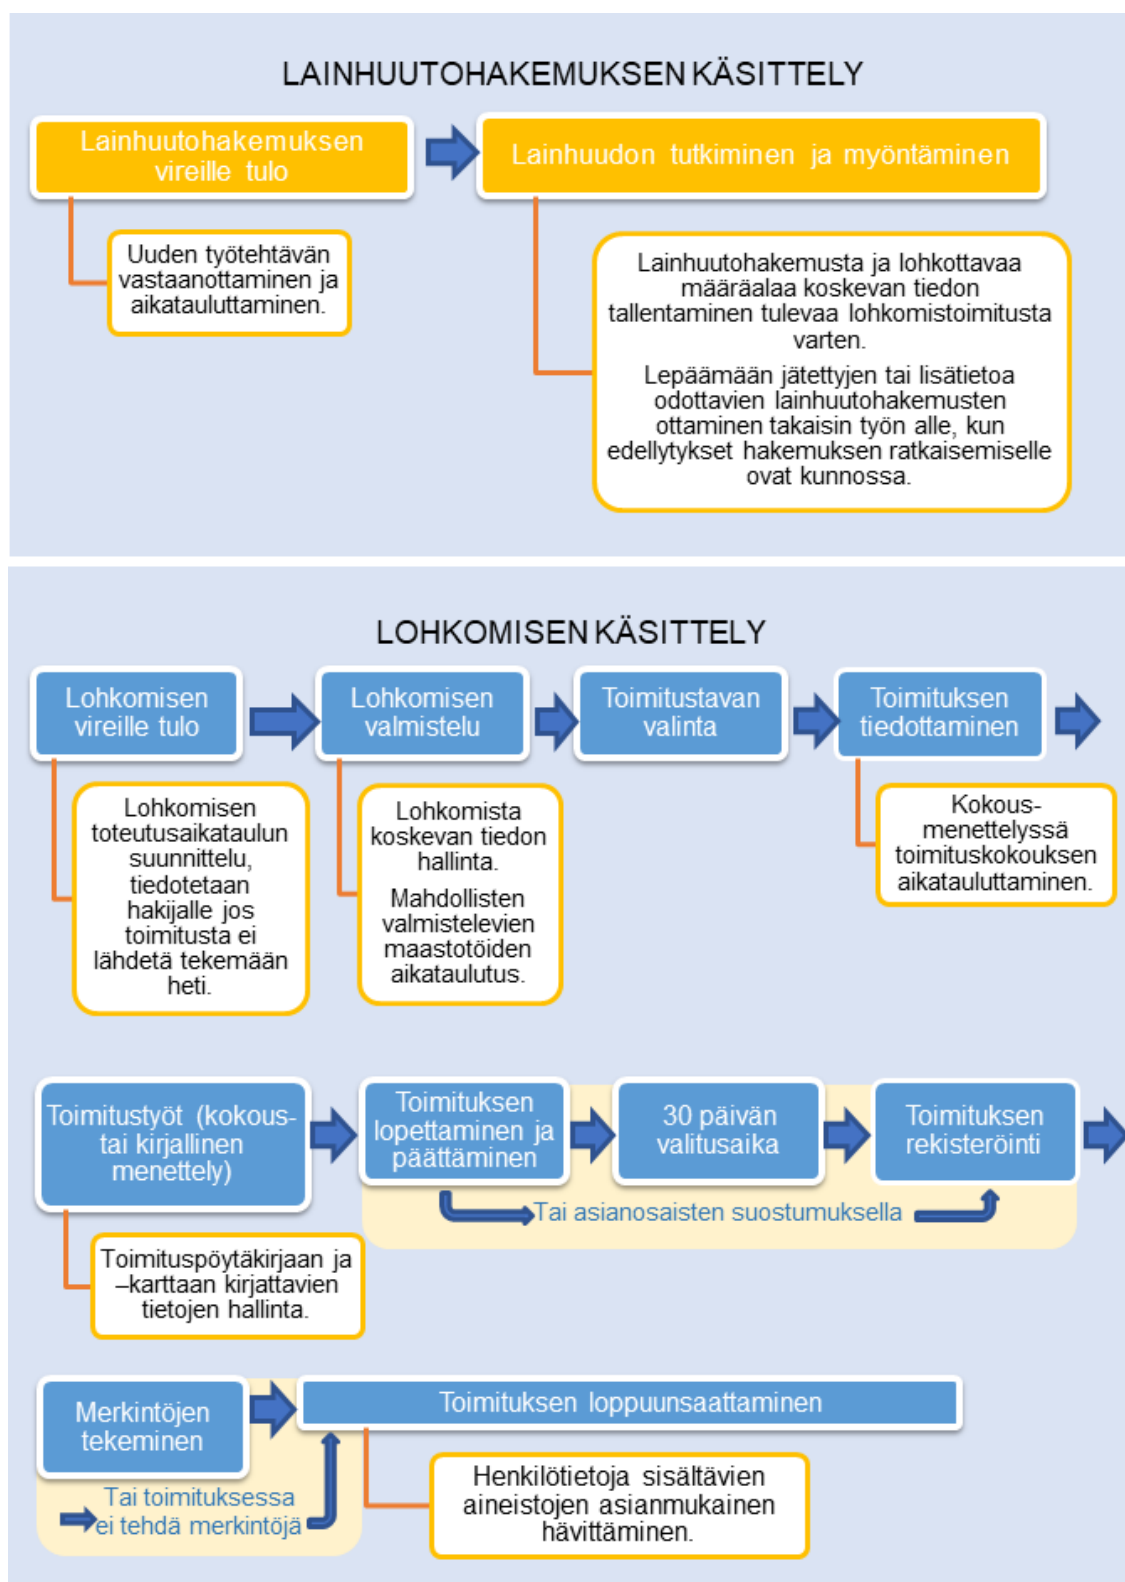 LAINHUUTOHAKEMUKSEN KÄSITTELY
Lainhuutohakemuksen
vireille tulo
Lainhuudon tutkiminen ja myöntäminen
Uuden työtehtävän
vastaanottaminen ja
aikatauluttaminen.
Lainhuutohakemusta ja lohkottavaa
määräalaa koskevan tiedon
tallentaminen tulevaa lohkomistoimitusta
varten.
Lepäämään jätettyjen tai lisätietoa
odottavien lainhuutohakemusten
ottaminen takaisin työn alle, kun
edellytykset hakemuksen ratkaisemiselle
ovat kunnossa.
LOHKOMISEN KÄSITTELY
Lohkomisen
vireille tulo
Lohkomisen
valmistelu
Toimitustavan
valinta
Toimituksen
tiedottaminen
Lohkomisen
toteutusaikataulun
suunnittelu,
tiedotetaan
hakijalle jos
toimitusta ei
lähdetä tekemään
heti.
Lohkomista
koskevan tiedon
hallinta.
Mahdollisten
valmistelevien
maastotöiden
aikataulutus.
Kokous-
menettelyssä
toimituskokouksen
aikatauluttaminen.
Toimitustyöt (kokous-
tai kirjallinen
menettely)
Toimituksen
lopettaminen ja
päättäminen
30 päivän
valitusaika
Toimituksen
rekisteröinti
Tai asianosaisten suostumuksella
Toimituspöytäkirjaan ja
–karttaan kirjattavien
tietojen hallinta.
Merkintöjen
tekeminen
Toimituksen loppuunsaattaminen
Tai toimituksessa
ei tehdä merkintöjä
Henkilötietoja sisältävien
aineistojen asianmukainen
hävittäminen.